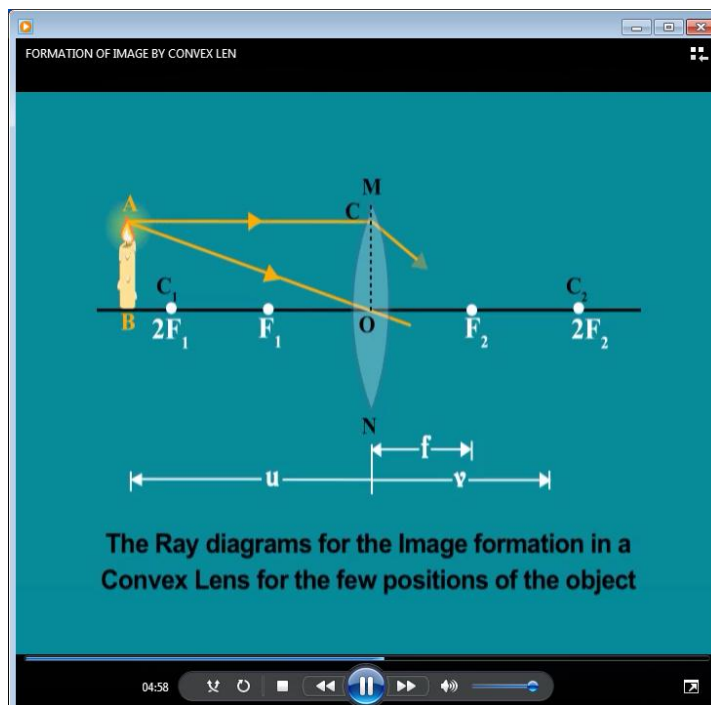 FORMATION OF IMAGE BY CONVEX LEN
M
A
C
C1
C2
B
2F1
F1
O
F2
2F2
N
f
u
v
The Ray diagrams for the Image formation in a
Convex Lens for the few positions of the object
04:58